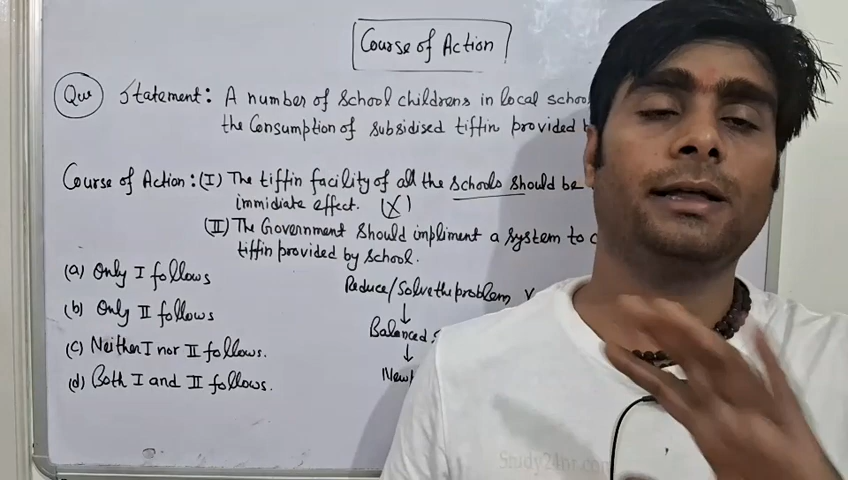 Course of Action
Que Statement: A number of School childrens in local schoo
the Consumption of subsidised tiffin provided b
Course of Action: (I) The tiffin facility of all the schools should be
immidiate effect. (X)
(II) The Government should impliment a system to c
tiffin provided by school.
(a) Only I follows
Reduce/Solve the problem
(b) Only II follows
Balanced
(c) Neither I nor II follows.
New
(d) Both I and II follows.
Study24hr.com